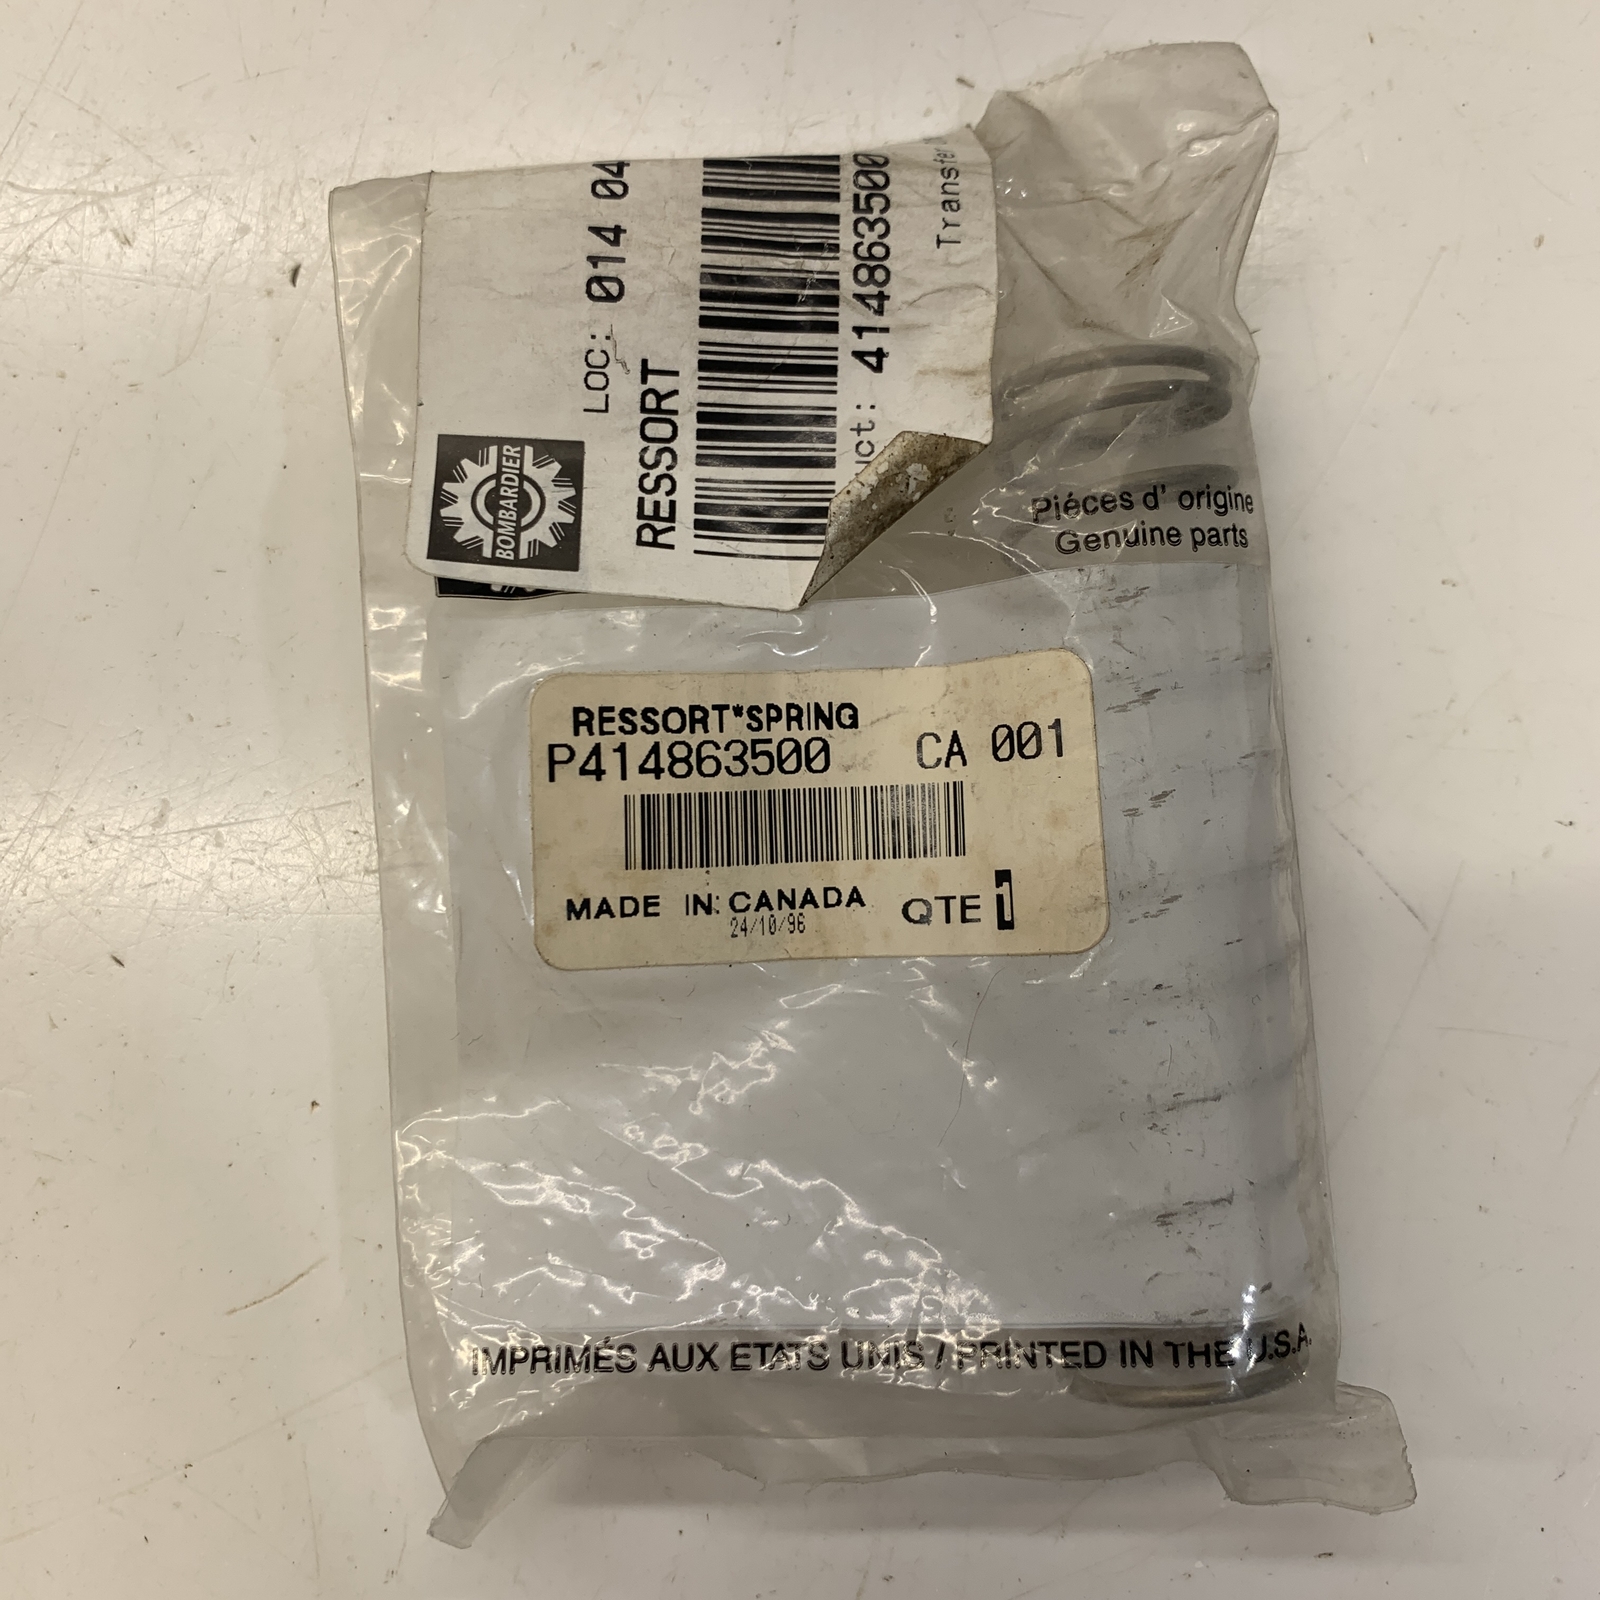 BOMBARDIER
LOC: 014 04
RESSORT
uct: 414863500
Transfer
Piéces d' origine
Genuine parts
RESSORT*SPRING
P414863500 CA 001
MADE IN: CANADA QTE 1
24/10/96
IMPRIMÉS AUX ETATS UNIS / PRINTED IN THE U.S.A.